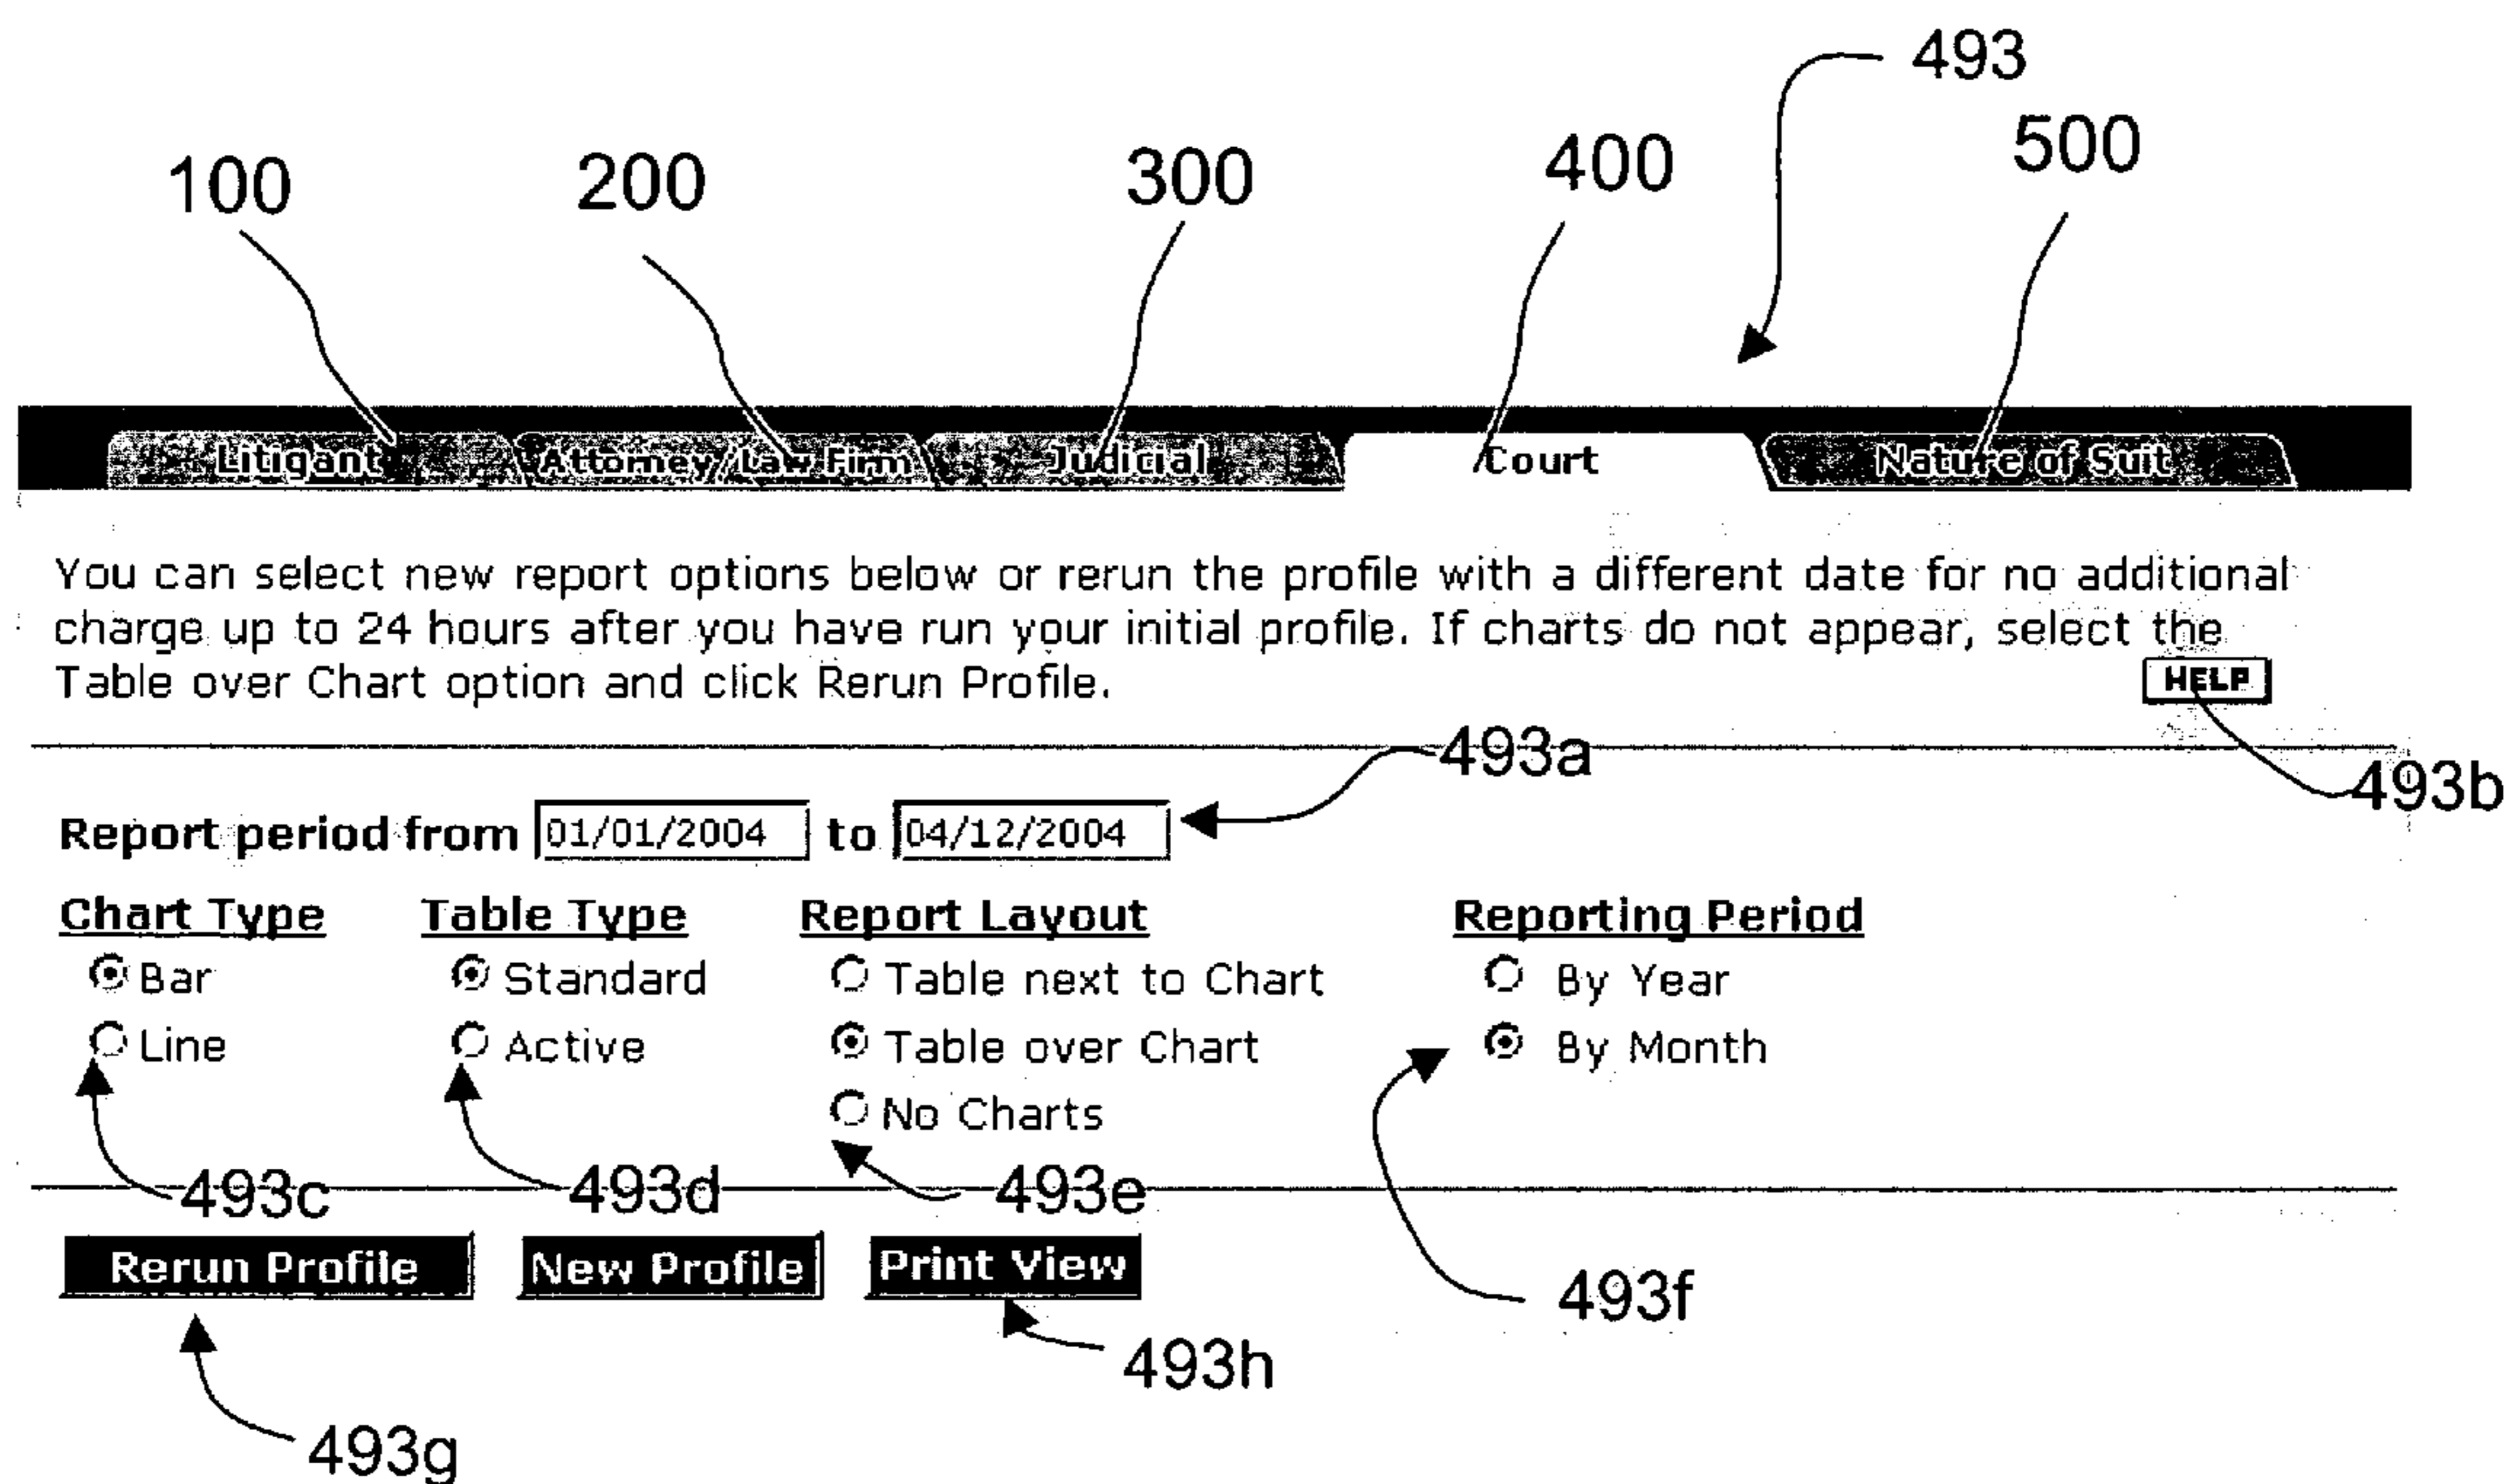 493
100 200 300 400 500
Litigant Attorney/Law Firm Judicial Court Nature of Suit
You can select new report options below or rerun the profile with a different date for no additional
charge up to 24 hours after you have run your initial profile. If charts do not appear, select the
Table over Chart option and click Rerun Profile.
HELP
493a
493b
Report period from 01/01/2004 to 04/12/2004
Chart Type Table Type Report Layout Reporting Period
Bar Standard Table next to Chart By Year
Line Active Table over Chart By Month
No Charts
493c 493d 493e
Rerun Profile New Profile Print View
493f
493h
493g